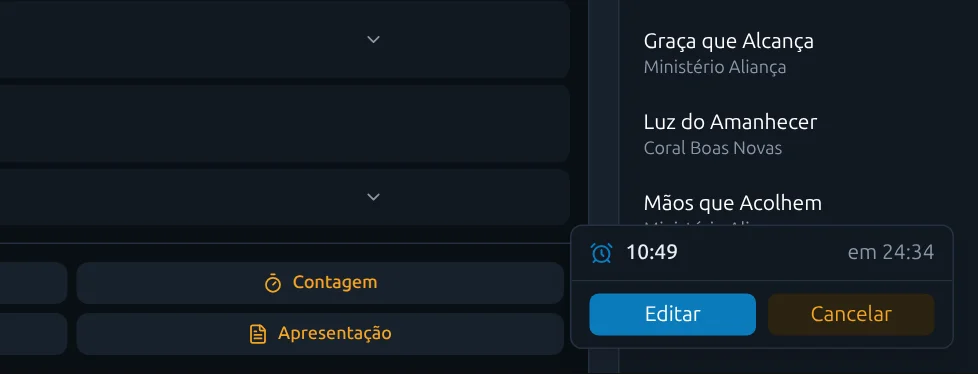 Graça que Alcança
Ministério Aliança
Luz do Amanhecer
Coral Boas Novas
Mãos que Acolhem
10:49 em 24:34
Editar Cancelar
Contagem
Apresentação